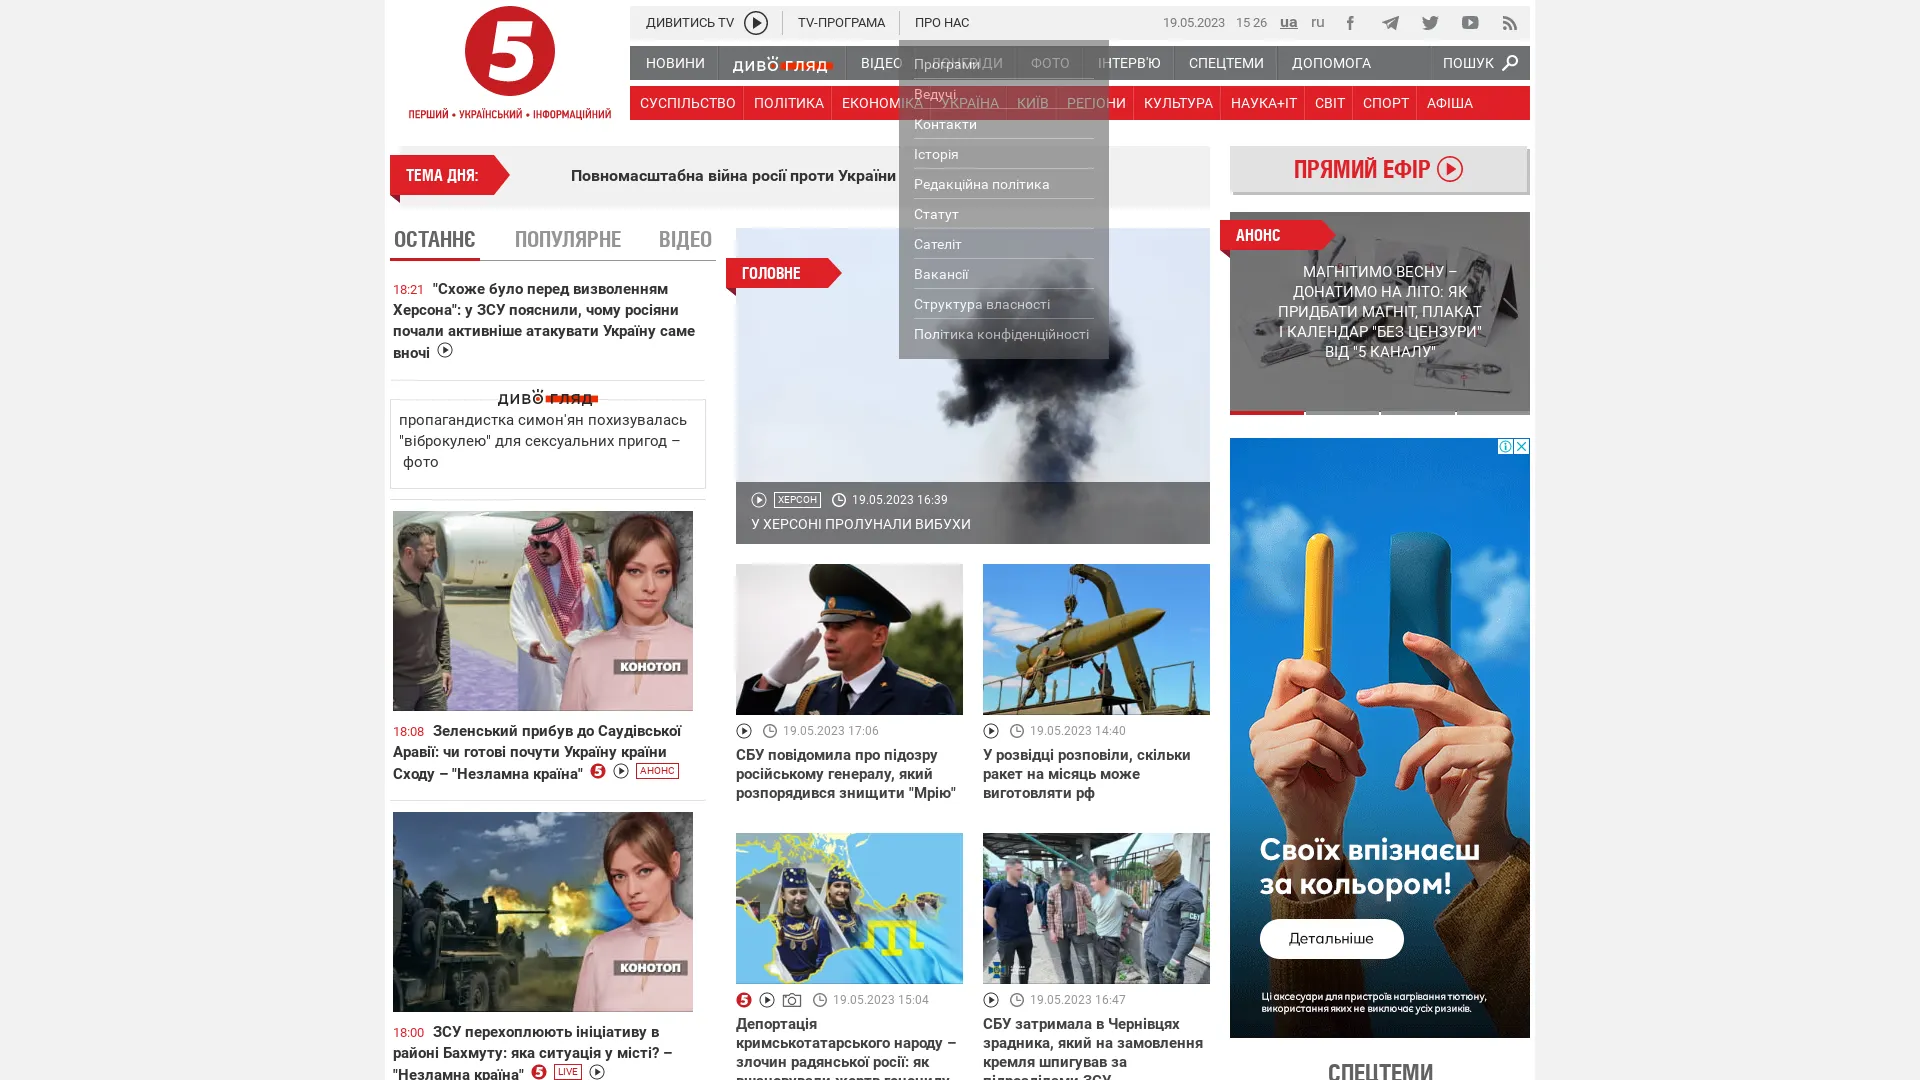 5
ПЕРШИЙ • УКРАЇНСЬКИЙ • ІНФОРМАЦІЙНИЙ
ДИВИТИСЬ TV
TV-ПРОГРАМА
ПРО НАС
19.05.2023 15 26
ua
ru
НОВИНИ
ДИВОГЛЯД
ВІДЕО
ФОТО
ІНТЕРВ'Ю
СПЕЦТЕМИ
ДОПОМОГА
ПОШУК
СУСПІЛЬСТВО
ПОЛІТИКА
ЕКОНОМІКА
УКРАЇНА
КИЇВ
РЕГІОНИ
КУЛЬТУРА
НАУКА+IT
СВІТ
СПОРТ
АФІША
Програми
Ведучі
Контакти
Історія
Редакційна політика
Статут
Сателіт
Вакансії
Структура власності
Політика конфіденційності
ТЕМА ДНЯ:
Повномасштабна війна росії проти України
ПРЯМИЙ ЕФІР
ОСТАННЄ
ПОПУЛЯРНЕ
ВІДЕО
18:21 "Схоже було перед визволенням
Херсона": у ЗСУ пояснили, чому росіяни
почали активніше атакувати Україну саме
вночі
ДИВОГЛЯД
пропагандистка симон'ян похизувалась
"віброкулею" для сексуальних пригод –
фото
КОНОТОП
18:08 Зеленський прибув до Саудівської
Аравії: чи готові почути Україну країни
Сходу – "Незламна країна" 5 АНОНС
КОНОТОП
18:00 ЗСУ перехоплюють ініціативу в
районі Бахмуту: яка ситуація у місті? –
"Незламна країна" 5 LIVE
ГОЛОВНЕ
ХЕРСОН 19.05.2023 16:39
У ХЕРСОНІ ПРОЛУНАЛИ ВИБУХИ
19.05.2023 17:06
СБУ повідомила про підозру
російському генералу, який
розпорядився знищити "Мрію"
19.05.2023 14:40
У розвідці розповіли, скільки
ракет на місяць може
виготовляти рф
5 19.05.2023 15:04
Депортація
кримськотатарського народу –
злочин радянської росії: як
вшановували жертв геноциду
19.05.2023 16:47
СБУ затримала в Чернівцях
зрадника, який на замовлення
кремля шпигував за
підрозділами ЗСУ
АНОНС
МАГНІТИМО ВЕСНУ –
ДОНАТИМО НА ЛІТО: ЯК
ПРИДБАТИ МАГНІТ, ПЛАКАТ
І КАЛЕНДАР "БЕЗ ЦЕНЗУРИ"
ВІД "5 КАНАЛУ"
Своїх впізнаєш
за кольором!
Детальніше
Ці аксесуари для пристроїв нагрівання тютюну,
використання яких не виключає усіх ризиків.
СПЕЦТЕМИ